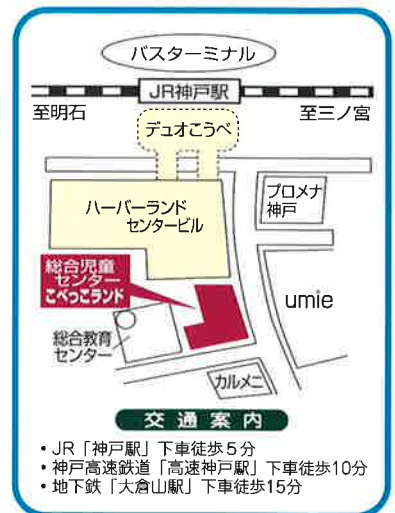 バスターミナル
JR神戸駅
至明石
至三ノ宮
デュオこうべ
プロメナ
神戸
ハーバーランド
センタービル
総合児童
センター
こべっこランド
umie
総合教育
センター
カルメニ
交通案内
・JR「神戸駅」下車徒歩5分
・神戸高速鉄道「高速神戸駅」下車徒歩10分
・地下鉄「大倉山駅」下車徒歩15分